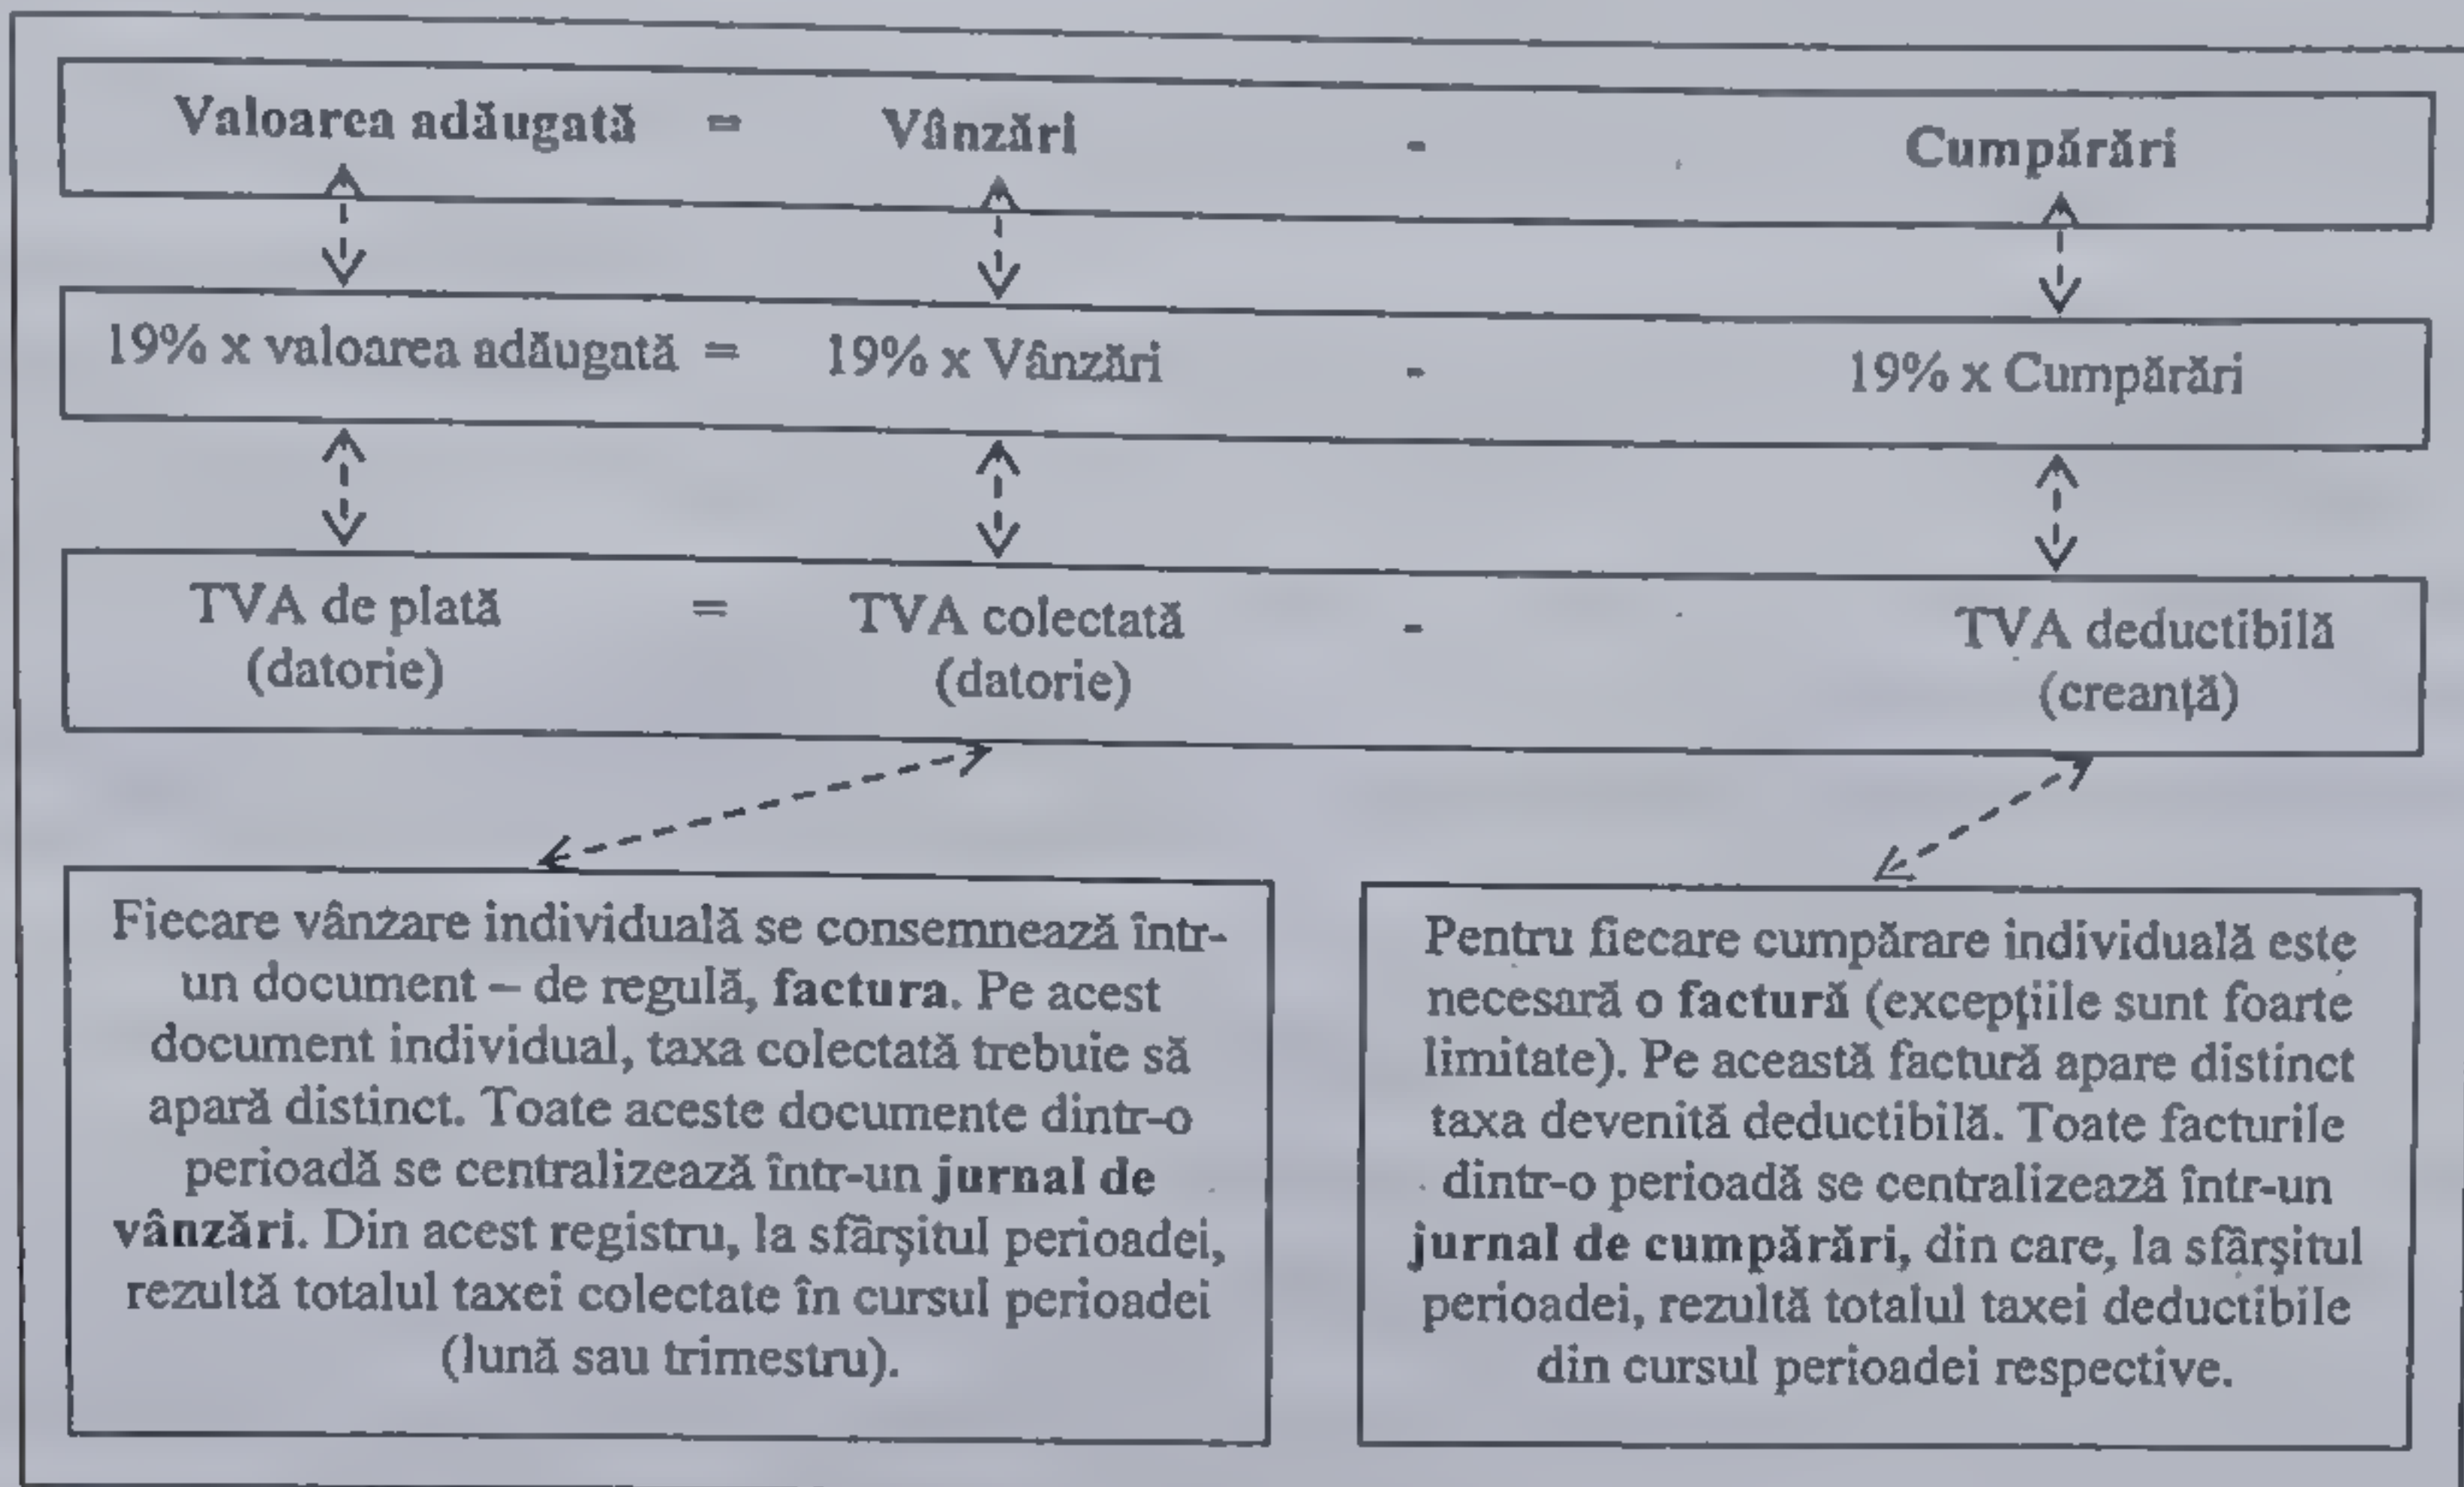 Valoarea adăugată = Vânzări - Cumpărări
19% x valoarea adăugată = 19% x Vânzări - 19% x Cumpărări
TVA de plată = TVA colectată - TVA deductibilă
(datorie) (datorie) (creanţă)
Fiecare vânzare individuală se consemnează într-
un document – de regulă, factura. Pe acest
document individual, taxa colectată trebuie să
apară distinct. Toate aceste documente dintr-o
perioadă se centralizează într-un jurnal de
vânzări. Din acest registru, la sfârşitul perioadei,
rezultă totalul taxei colectate în cursul perioadei
(lună sau trimestru).
Pentru fiecare cumpărare individuală este
necesară o factură (excepţiile sunt foarte
limitate). Pe această factură apare distinct
taxa devenită deductibilă. Toate facturile
dintr-o perioadă se centralizează într-un
jurnal de cumpărări, din care, la sfârşitul
perioadei, rezultă totalul taxei deductibile
din cursul perioadei respective.